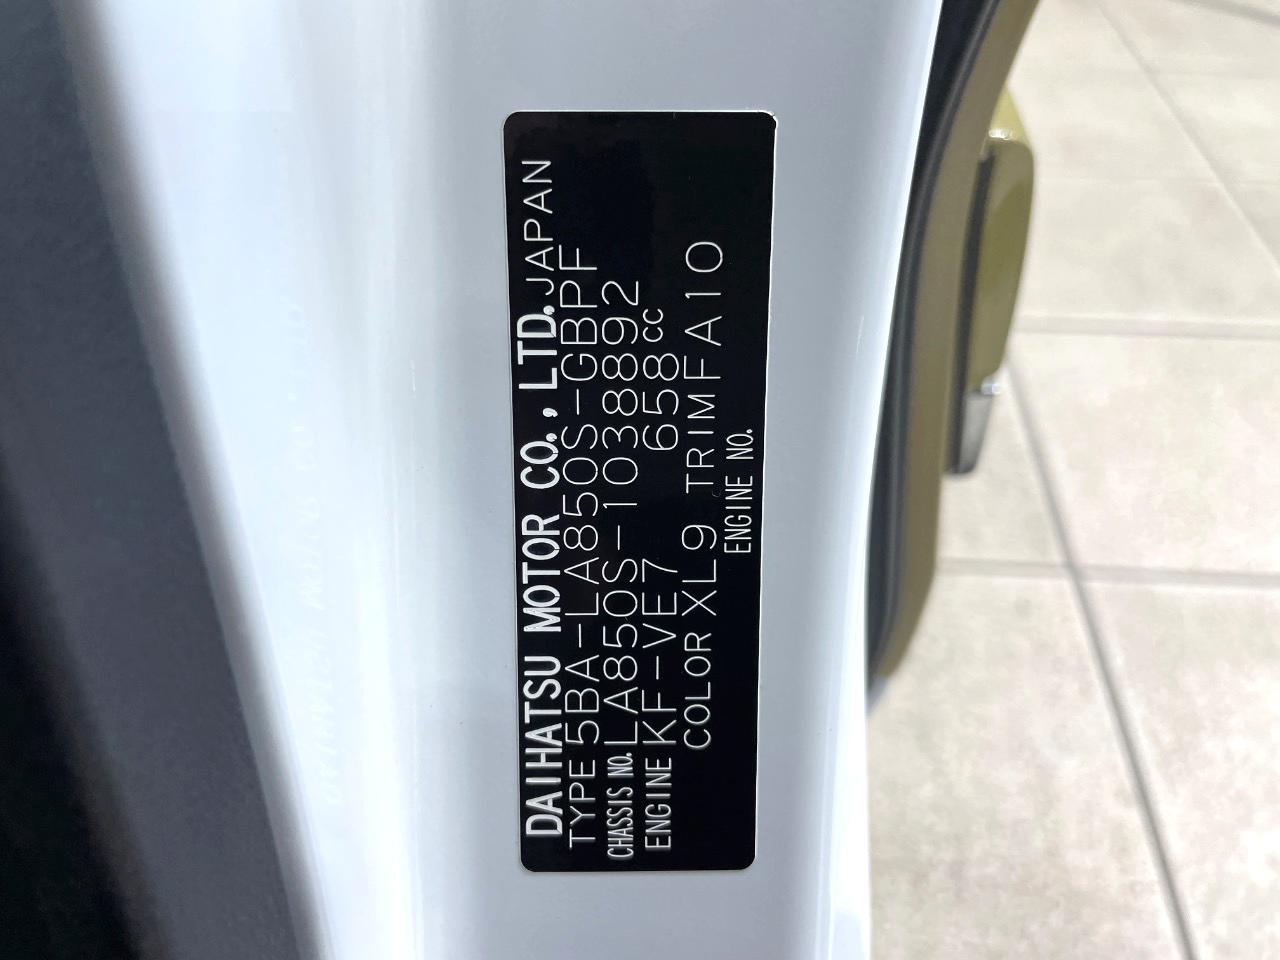 DAIHATSU MOTOR CO., LTD. JAPAN
TYPE 5BA-LA850S-GBPF
CHASSIS NO. LA850S-1038892
ENGINE KF-VE7 658cc
COLOR XL9 TRIM FA10
ENGINE NO.